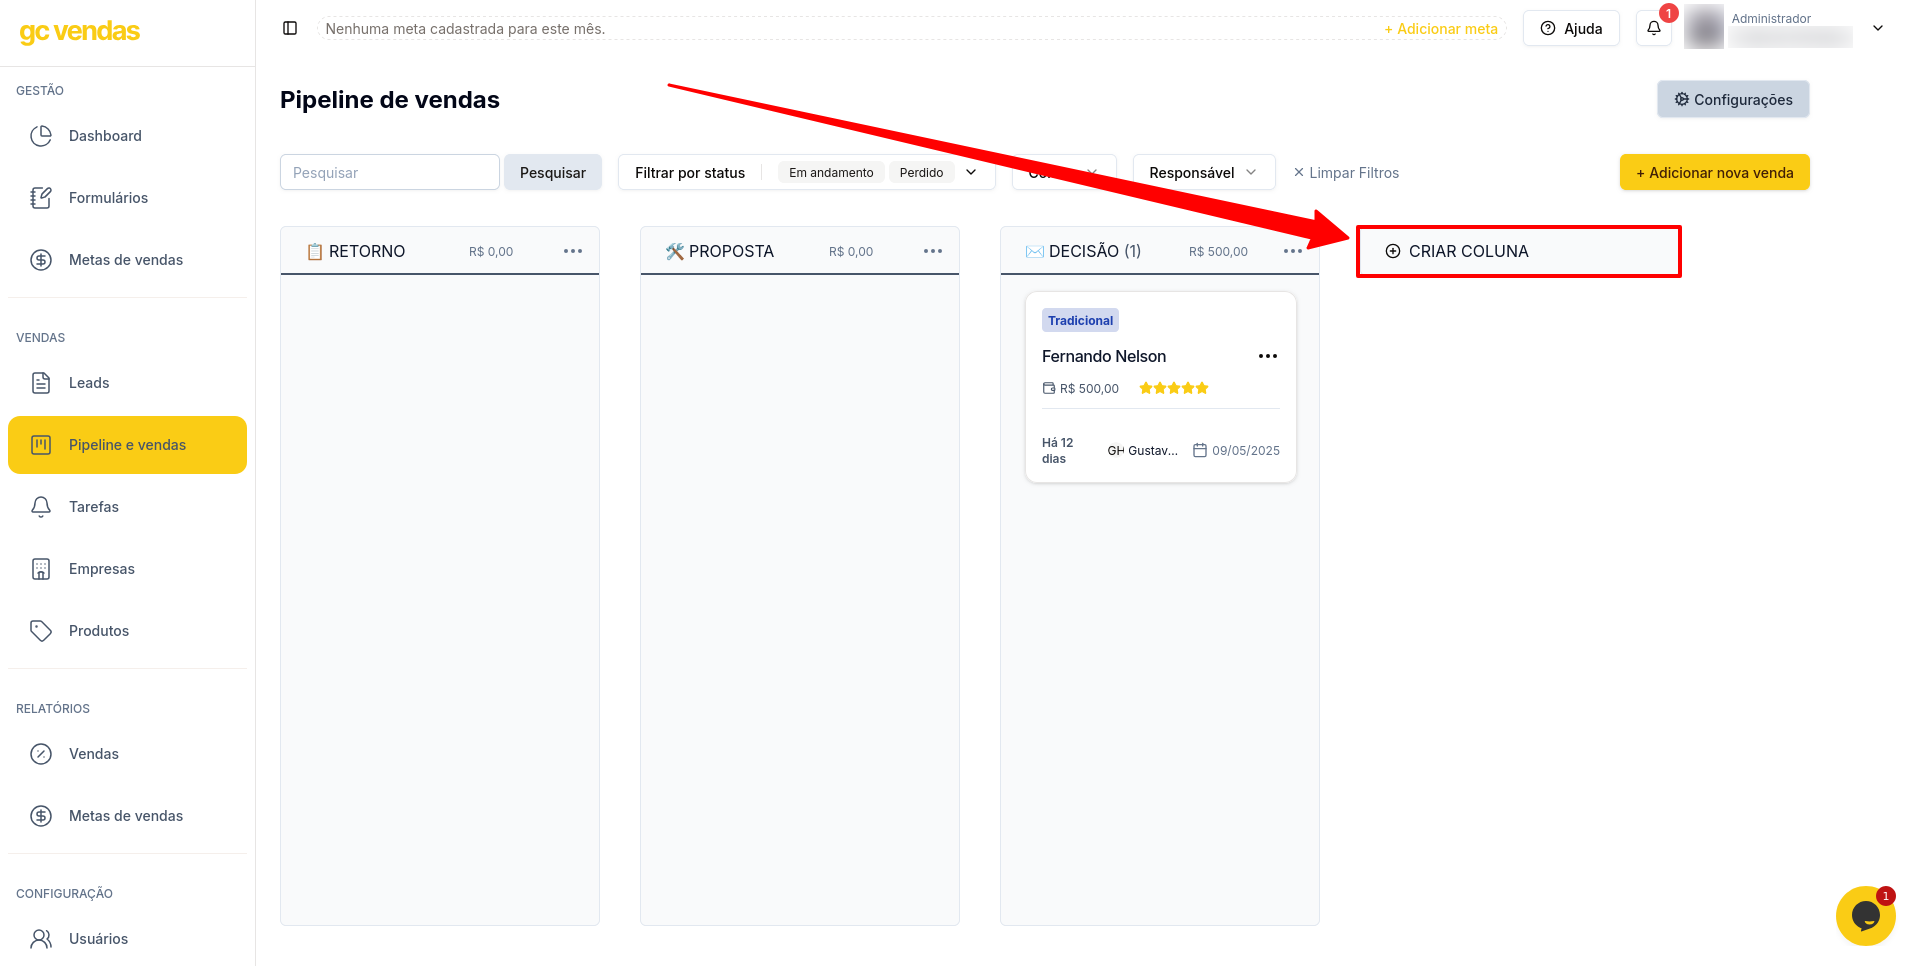 gc vendas
GESTÃO
Dashboard
Formulários
Metas de vendas
VENDAS
Leads
Pipeline e vendas
Tarefas
Empresas
Produtos
RELATÓRIOS
Vendas
Metas de vendas
CONFIGURAÇÃO
Usuários
Nenhuma meta cadastrada para este mês.
+ Adicionar meta
Ajuda
1
Administrador
Pipeline de vendas
Configurações
Pesquisar
Pesquisar
Filtrar por status
Em andamento
Perdido
Responsável
Limpar Filtros
+ Adicionar nova venda
RETORNO
R$ 0,00
PROPOSTA
R$ 0,00
DECISÃO (1)
R$ 500,00
CRIAR COLUNA
Tradicional
Fernando Nelson
R$ 500,00
Há 12
dias
GH Gustav...
09/05/2025
1